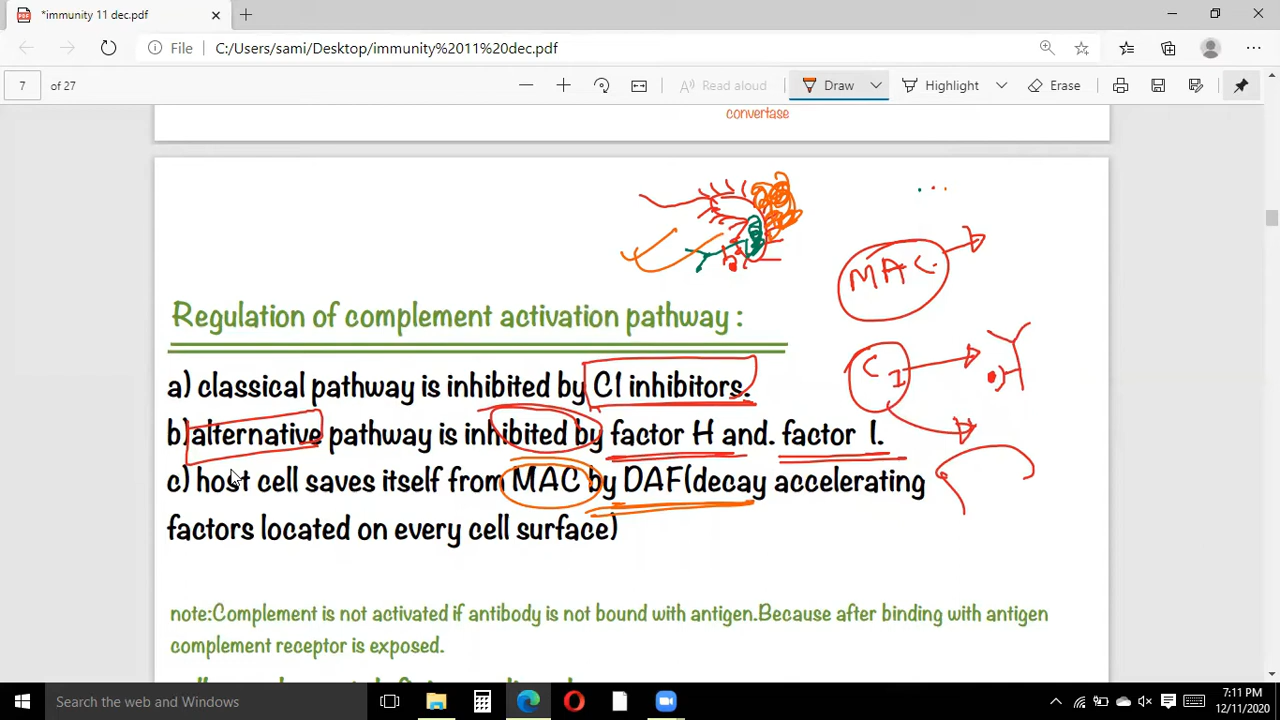 *immunity 11 dec.pdf
File
C:/Users/sami/Desktop/immunity%2011%20dec.pdf
7 of 27
Read aloud
Draw
Highlight
Erase
convertase
MAC
Regulation of complement activation pathway :
a) classical pathway is inhibited by C1 inhibitors.
C1
b)alternative pathway is inhibited by factor H and. factor 1.
c) host cell saves itself from MAC by DAF(decay accelerating
factors located on every cell surface)
note:Complement is not activated if antibody is not bound with antigen.Because after binding with antigen
complement receptor is exposed.
Search the web and Windows
7:11 PM
12/11/2020